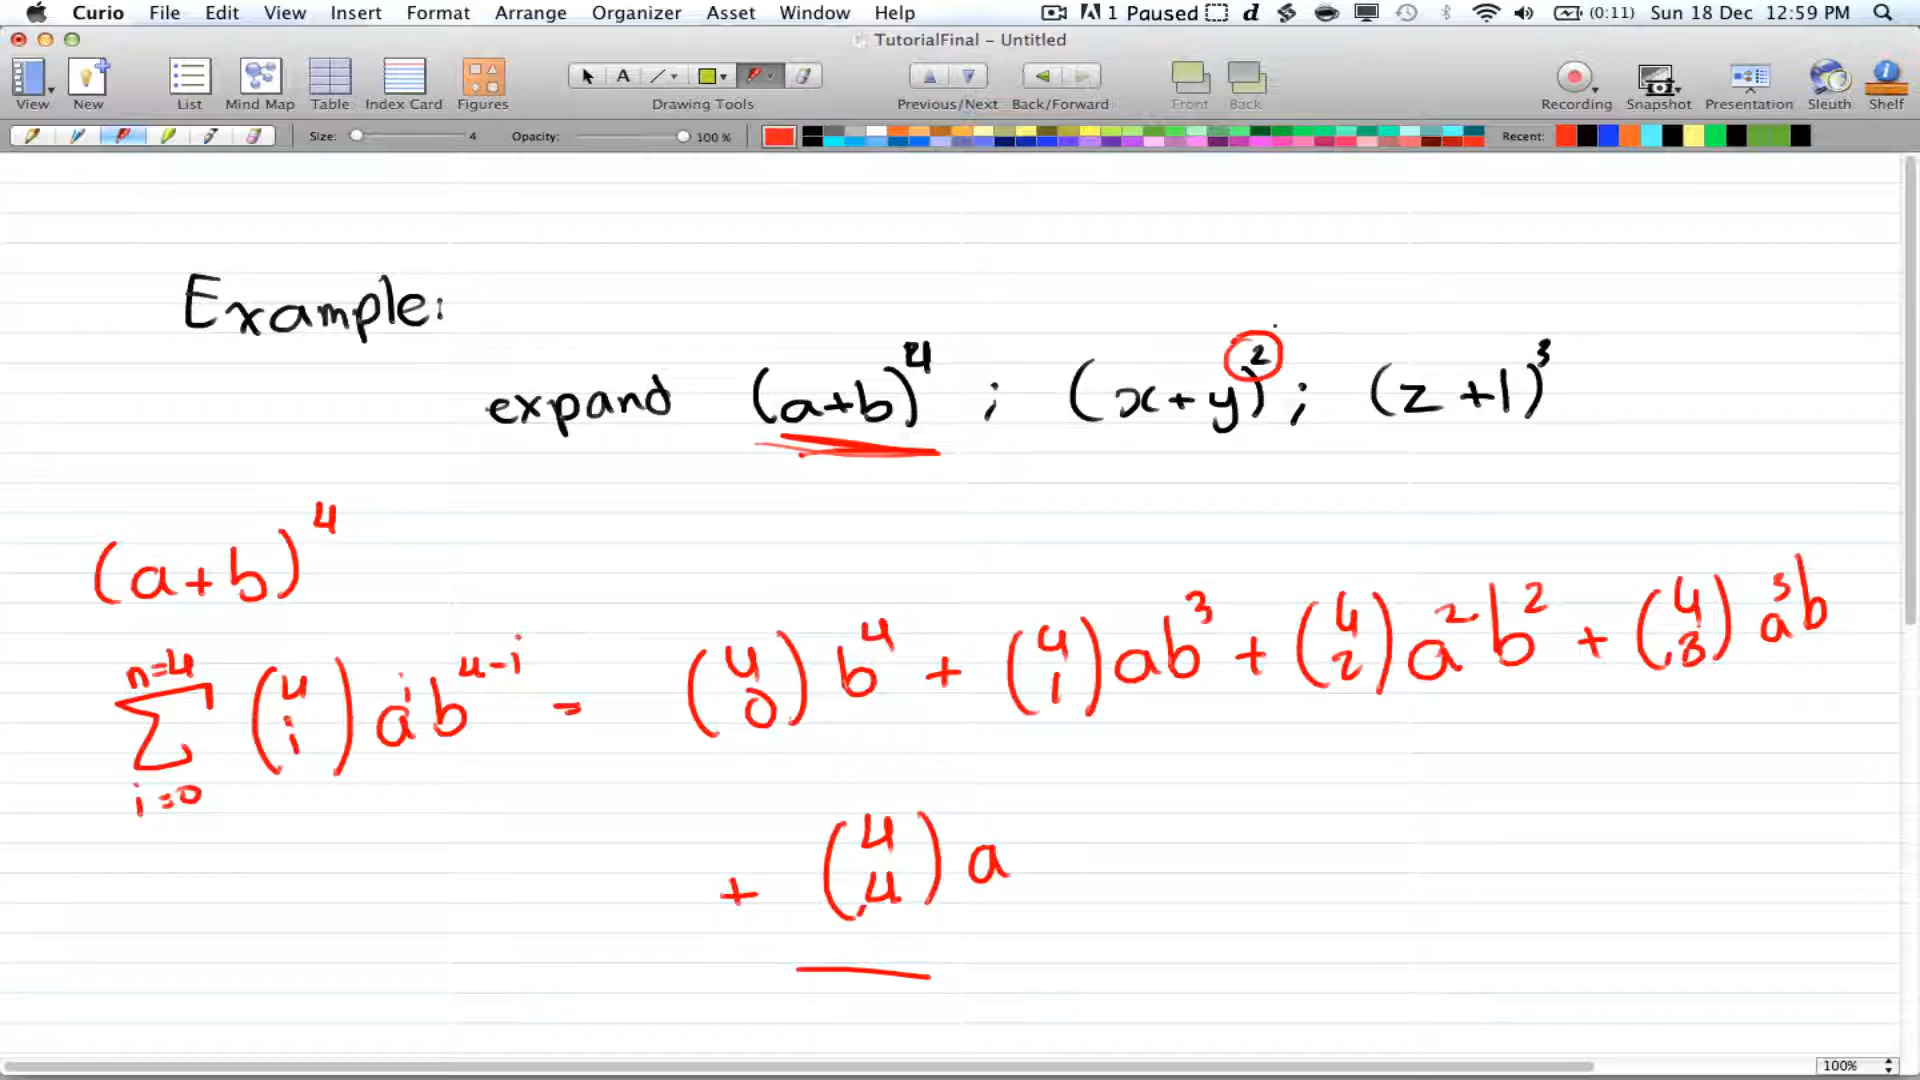 Curio File Edit View Insert Format Arrange Organizer Asset Window Help 1 Paused (0:11) Sun 18 Dec 12:59 PM
TutorialFinal – Untitled
View New List Mind Map Table Index Card Figures Drawing Tools Previous/Next Back/Forward Front Back Recording Snapshot Presentation Sleuth Shelf
Size: 4 Opacity: 100 % Recent:
Example:
expand (a+b)^4 ; (x+y)^2 ; (z+1)^3
(a+b)^4
n=4
∑ (4 i) a^i b^4-i = (4 0) b^4 + (4 1) ab^3 + (4 2) a^2 b^2 + (4 3) a^3 b
i=0
+ (4 4) a
100%